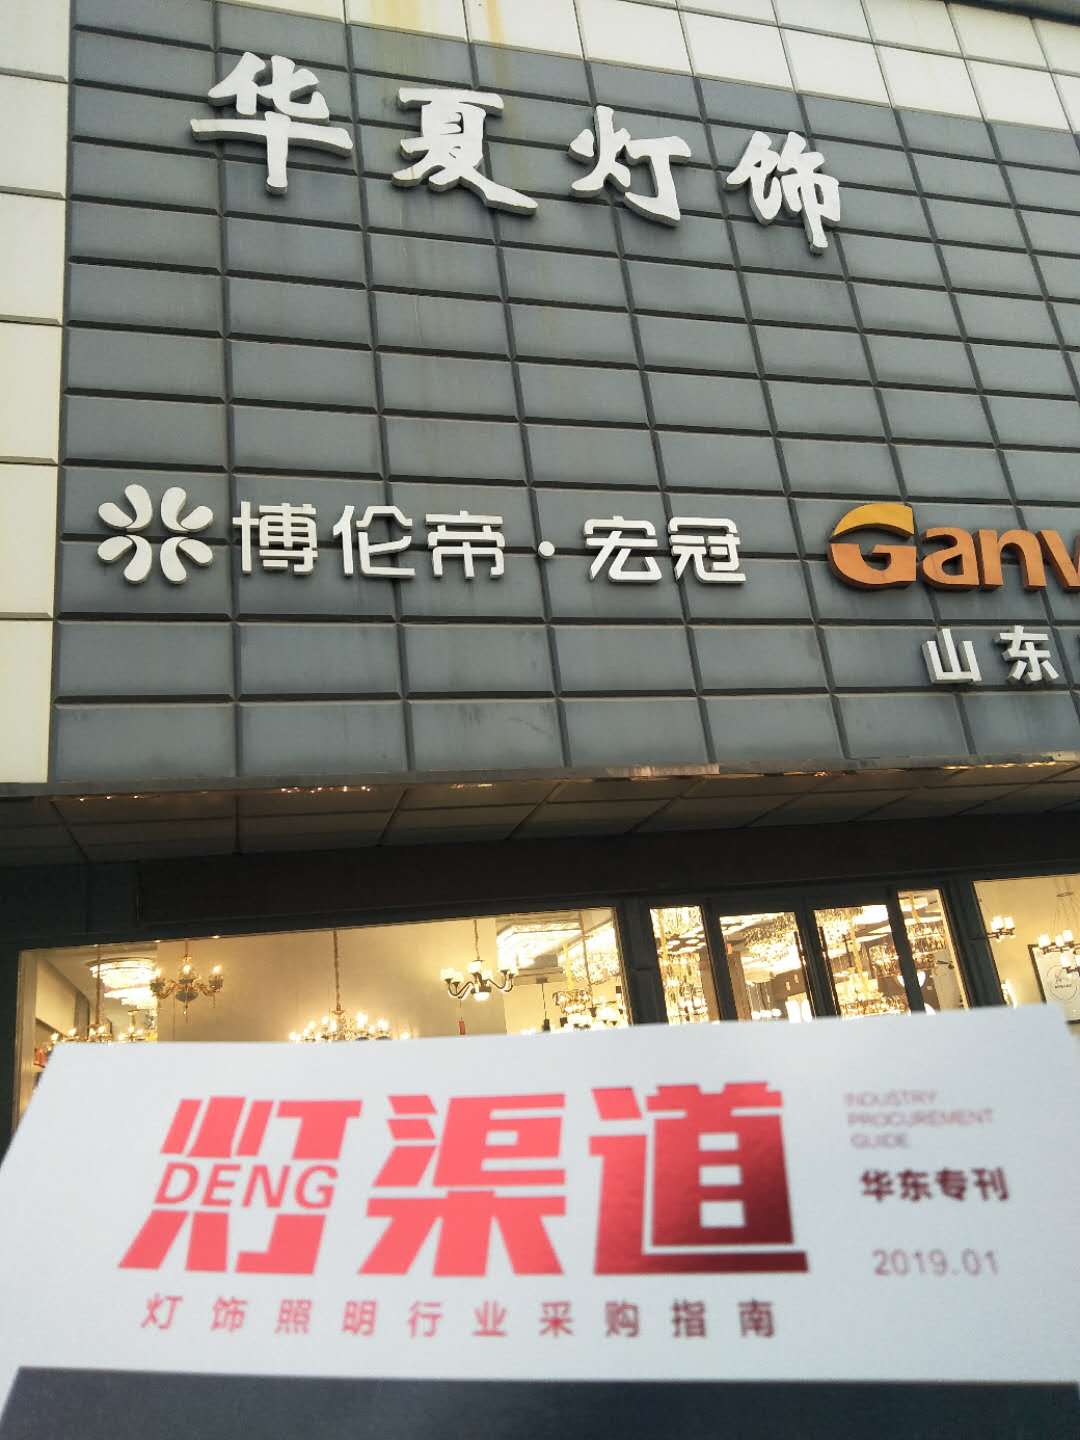 华夏灯饰
博伦帝·宏冠
Ganw
山东
灯渠道
DENG
INDUSTRY
PROCUREMENT
GUIDE
华东专刊
2019.01
灯饰照明行业采购指南